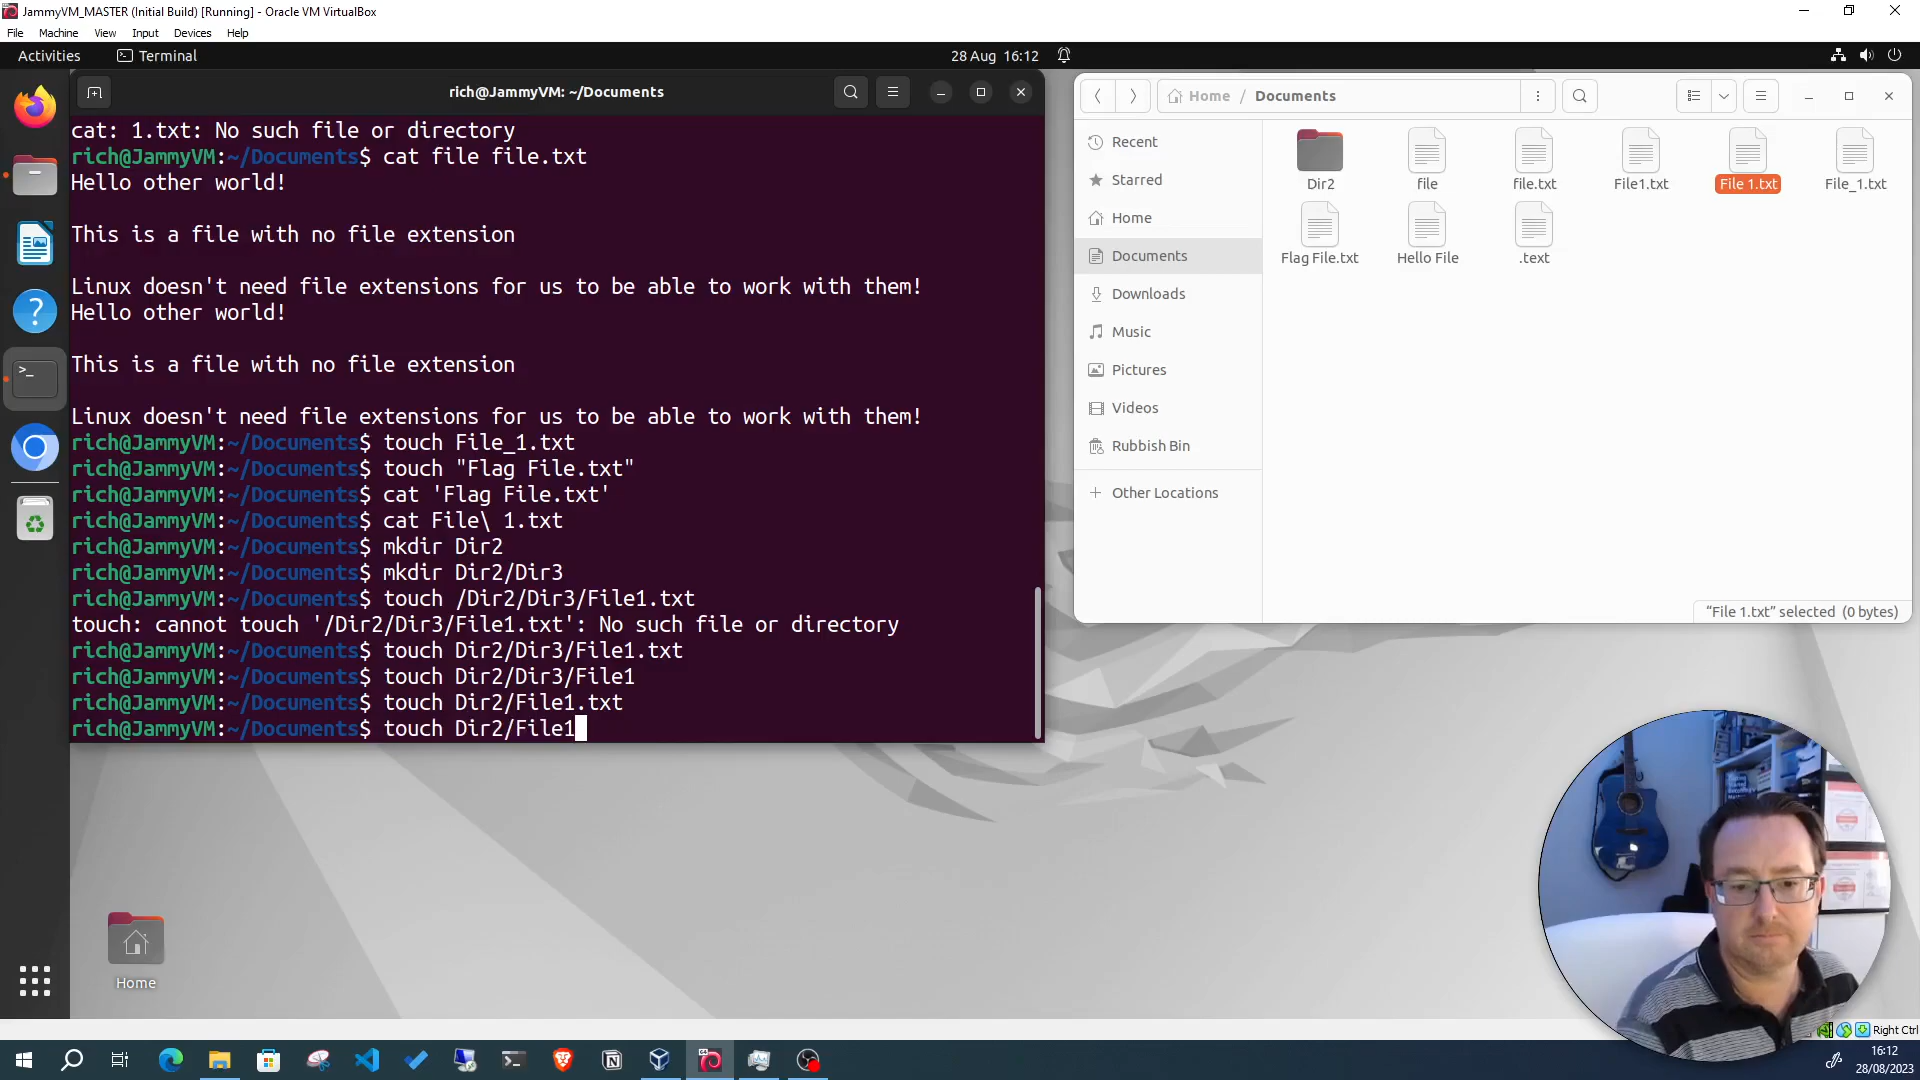 JammyVM_MASTER (Initial Build) [Running] - Oracle VM VirtualBox
File Machine View Input Devices Help
Activities Terminal 28 Aug 16:12
rich@JammyVM: ~/Documents
cat: 1.txt: No such file or directory
rich@JammyVM:~/Documents$ cat file file.txt
Hello other world!
This is a file with no file extension
Linux doesn't need file extensions for us to be able to work with them!
Hello other world!
This is a file with no file extension
Linux doesn't need file extensions for us to be able to work with them!
rich@JammyVM:~/Documents$ touch File_1.txt
rich@JammyVM:~/Documents$ touch "Flag File.txt"
rich@JammyVM:~/Documents$ cat 'Flag File.txt'
rich@JammyVM:~/Documents$ cat File\ 1.txt
rich@JammyVM:~/Documents$ mkdir Dir2
rich@JammyVM:~/Documents$ mkdir Dir2/Dir3
rich@JammyVM:~/Documents$ touch /Dir2/Dir3/File1.txt
touch: cannot touch '/Dir2/Dir3/File1.txt': No such file or directory
rich@JammyVM:~/Documents$ touch Dir2/Dir3/File1.txt
rich@JammyVM:~/Documents$ touch Dir2/Dir3/File1
rich@JammyVM:~/Documents$ touch Dir2/File1.txt
rich@JammyVM:~/Documents$ touch Dir2/File1
Home / Documents
Recent
Starred
Home
Documents
Downloads
Music
Pictures
Videos
Rubbish Bin
+ Other Locations
Dir2 file file.txt File1.txt File 1.txt File_1.txt
Flag File.txt Hello File .text
“File 1.txt” selected (0 bytes)
Home
Right Ctrl
16:12
28/08/2023